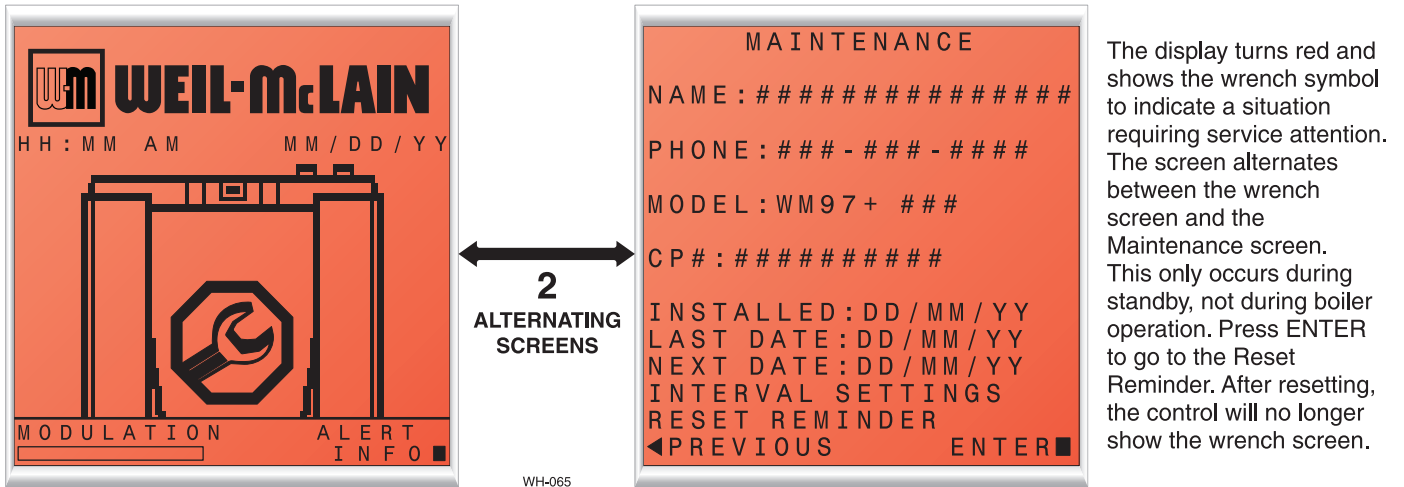 WM WEIL-McLAIN
HH:MM AM MM/DD/YY
MODULATION ALERT
INFO■
2
ALTERNATING
SCREENS
WH-065
MAINTENANCE
NAME:###############
PHONE:###-###-####
MODEL:WM97+ ###
CP#:##########
INSTALLED:DD/MM/YY
LAST DATE:DD/MM/YY
NEXT DATE:DD/MM/YY
INTERVAL SETTINGS
RESET REMINDER
◀PREVIOUS ENTER■
The display turns red and
shows the wrench symbol
to indicate a situation
requiring service attention.
The screen alternates
between the wrench
screen and the
Maintenance screen.
This only occurs during
standby, not during boiler
operation. Press ENTER
to go to the Reset
Reminder. After resetting,
the control will no longer
show the wrench screen.